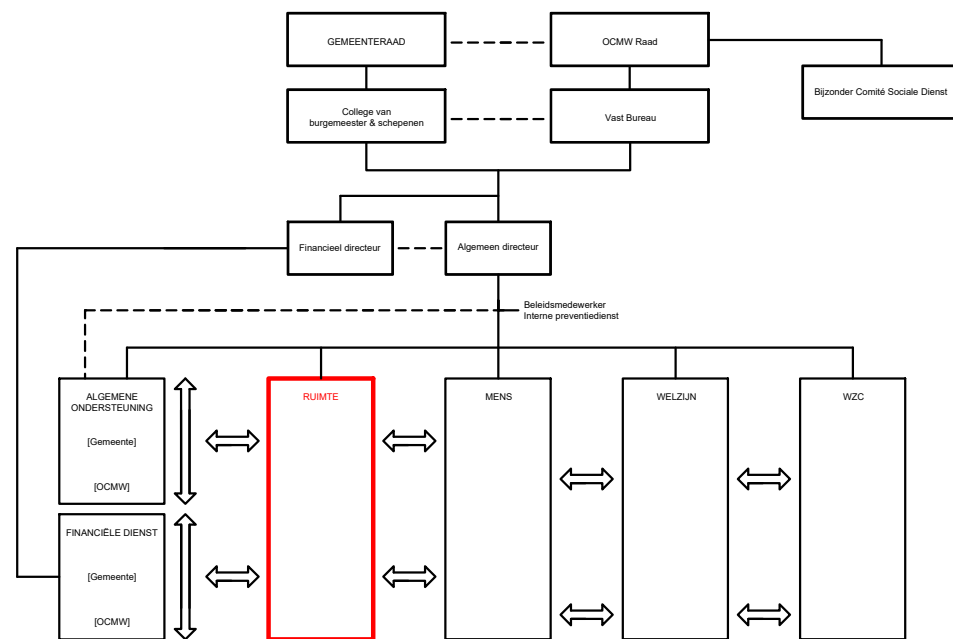 GEMEENTERAAD
OCMW Raad
Bijzonder Comité Sociale Dienst
College van
burgemeester & schepenen
Vast Bureau
Financieel directeur
Algemeen directeur
Beleidsmedewerker
Interne preventiedienst
ALGEMENE
ONDERSTEUNING
[Gemeente]
[OCMW]
RUIMTE
MENS
WELZIJN
WZC
FINANCIËLE DIENST
[Gemeente]
[OCMW]